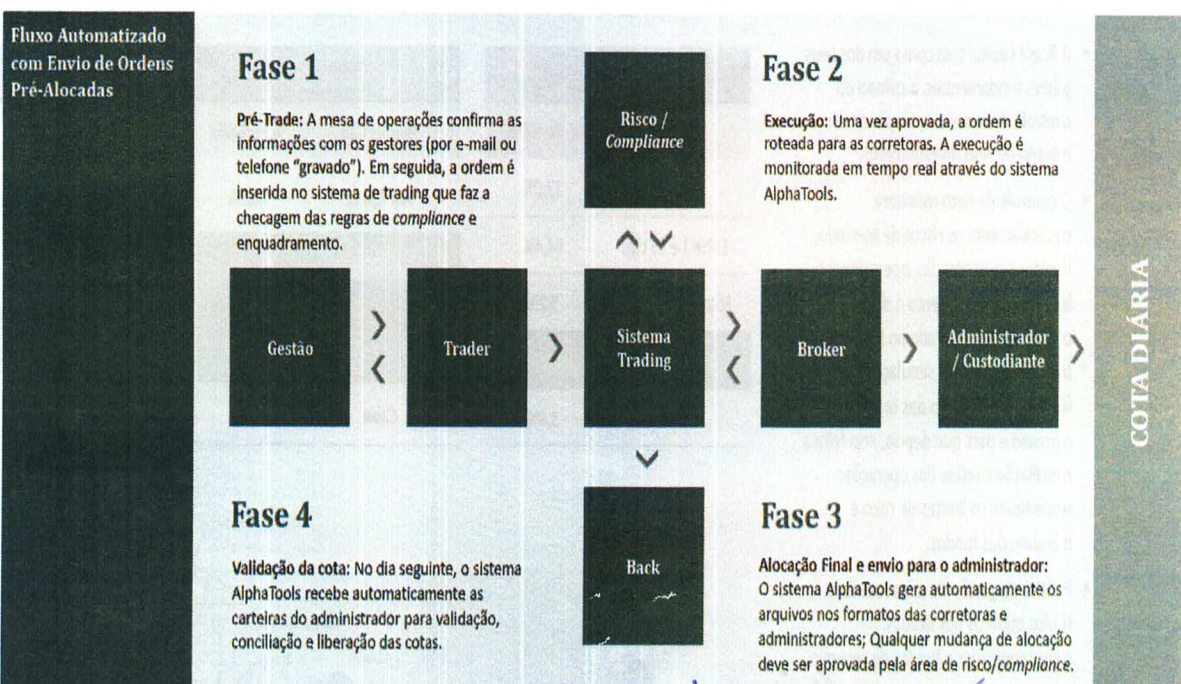 Fluxo Automatizado
com Envio de Ordens
Pré-Alocadas
Fase 1
Pré-Trade: A mesa de operações confirma as
informações com os gestores (por e-mail ou
telefone "gravado"). Em seguida, a ordem é
inserida no sistema de trading que faz a
checagem das regras de compliance e
enquadramento.
Risco /
Compliance
Fase 2
Execução: Uma vez aprovada, a ordem é
roteada para as corretoras. A execução é
monitorada em tempo real através do sistema
AlphaTools.
Gestão
Trader
Sistema
Trading
Broker
Administrador
/ Custodiante
COTA DIÁRIA
Fase 4
Validação da cota: No dia seguinte, o sistema
AlphaTools recebe automaticamente as
carteiras do administrador para validação,
conciliação e liberação das cotas.
Back
Fase 3
Alocação Final e envio para o administrador:
O sistema AlphaTools gera automaticamente os
arquivos nos formatos das corretoras e
administradores; Qualquer mudança de alocação
deve ser aprovada pela área de risco/compliance.